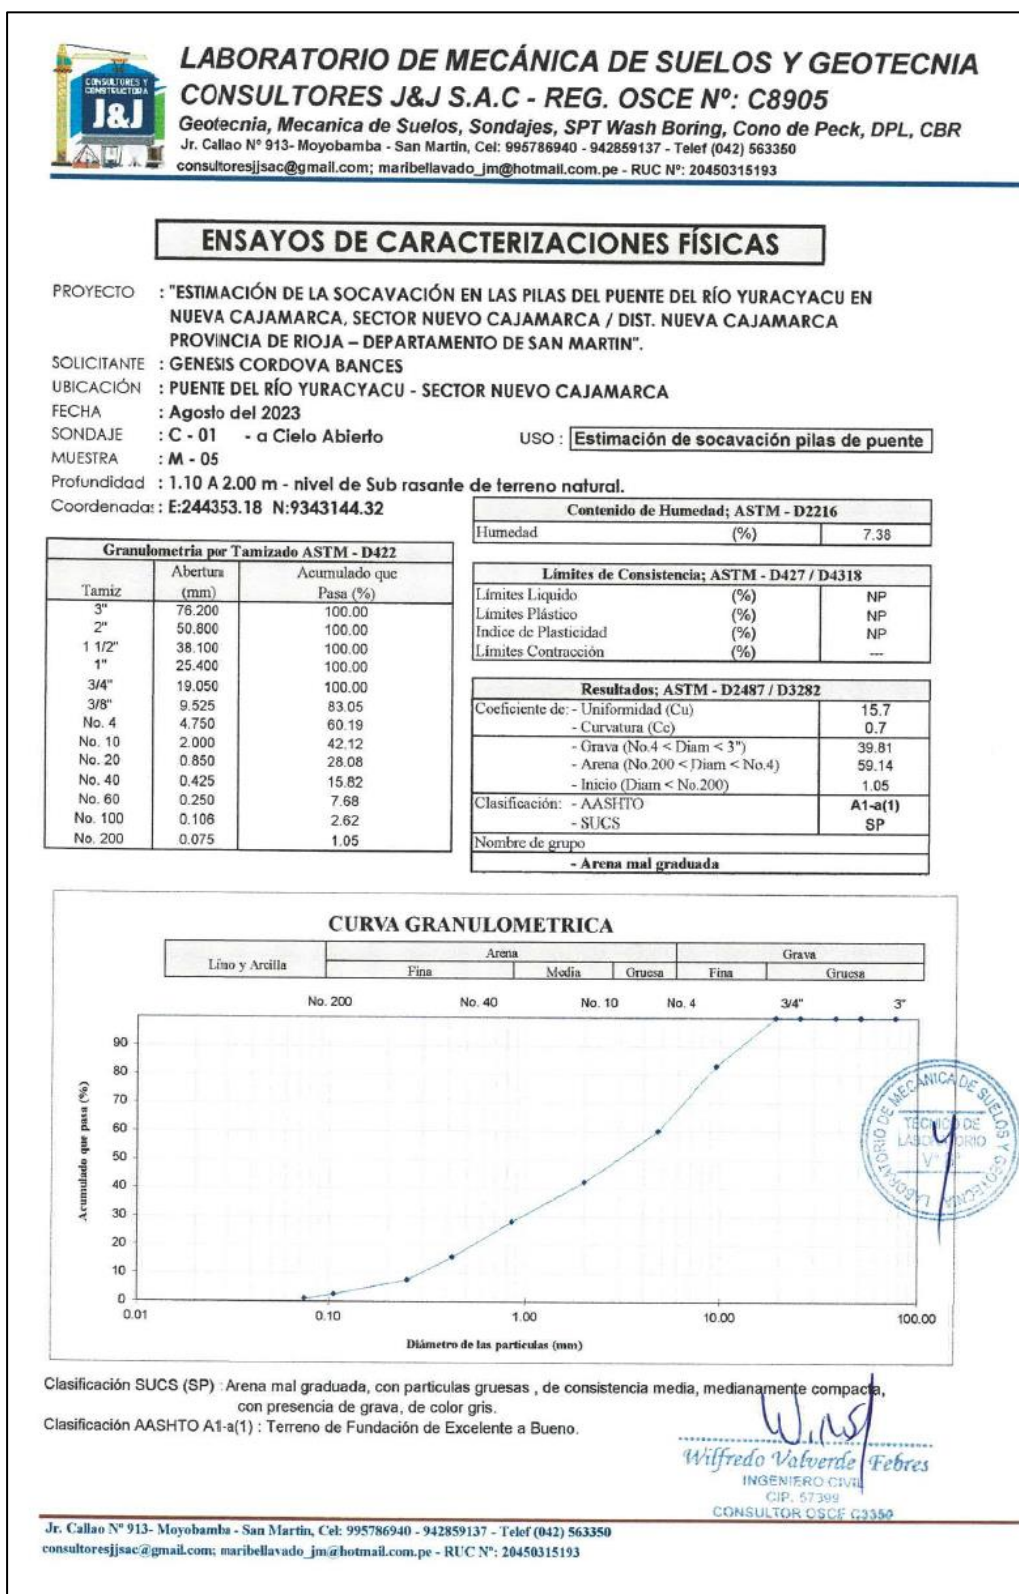 CONSULTORES Y
CONSTRUCTORA
J&J
LABORATORIO DE MECÁNICA DE SUELOS Y GEOTECNIA
CONSULTORES J&J S.A.C - REG. OSCE Nº: C8905
Geotecnia, Mecanica de Suelos, Sondajes, SPT Wash Boring, Cono de Peck, DPL, CBR
Jr. Callao Nº 913- Moyobamba - San Martin, Cel: 995786940 - 942859137 - Telef (042) 563350
consultoresjjsac@gmail.com; maribellavado_jm@hotmail.com.pe - RUC Nº: 20450315193
ENSAYOS DE CARACTERIZACIONES FÍSICAS
PROYECTO : "ESTIMACIÓN DE LA SOCAVACIÓN EN LAS PILAS DEL PUENTE DEL RÍO YURACYACU EN
NUEVA CAJAMARCA, SECTOR NUEVO CAJAMARCA / DIST. NUEVA CAJAMARCA
PROVINCIA DE RIOJA – DEPARTAMENTO DE SAN MARTIN".
SOLICITANTE : GENESIS CORDOVA BANCES
UBICACIÓN : PUENTE DEL RÍO YURACYACU - SECTOR NUEVO CAJAMARCA
FECHA : Agosto del 2023
SONDAJE : C - 01 - a Cielo Abierto USO : Estimación de socavación pilas de puente
MUESTRA : M - 05
Profundidad : 1.10 A 2.00 m - nivel de Sub rasante de terreno natural.
Coordenadas : E:244353.18 N:9343144.32
Granulometria por Tamizado ASTM - D422
Tamiz Abertura (mm) Acumulado que Pasa (%)
3" 76.200 100.00
2" 50.800 100.00
1 1/2" 38.100 100.00
1" 25.400 100.00
3/4" 19.050 100.00
3/8" 9.525 83.05
No. 4 4.750 60.19
No. 10 2.000 42.12
No. 20 0.850 28.08
No. 40 0.425 15.82
No. 60 0.250 7.68
No. 100 0.106 2.62
No. 200 0.075 1.05
Contenido de Humedad; ASTM - D2216
Humedad (%) 7.38
Límites de Consistencia; ASTM - D427 / D4318
Límites Liquido (%) NP
Límites Plástico (%) NP
Indice de Plasticidad (%) NP
Límites Contracción (%) ---
Resultados; ASTM - D2487 / D3282
Coeficiente de: - Uniformidad (Cu) 15.7
- Curvatura (Cc) 0.7
- Grava (No.4 < Diam < 3") 39.81
- Arena (No.200 < Diam < No.4) 59.14
- Inicio (Diam < No.200) 1.05
Clasificación: - AASHTO A1-a(1)
- SUCS SP
Nombre de grupo
- Arena mal graduada
CURVA GRANULOMETRICA
Limo y Arcilla Arena Grava
Fina Media Gruesa Fina Gruesa
No. 200 No. 40 No. 10 No. 4 3/4" 3"
Acumulado que pasa (%)
90
80
70
60
50
40
30
20
10
0
0.01 0.10 1.00 10.00 100.00
Diámetro de las particulas (mm)
LABORATORIO DE MECÁNICA DE SUELOS Y GEOTECNIA
TECNICO DE
LABORATORIO
LABORATORIO
Clasificación SUCS (SP) : Arena mal graduada, con particulas gruesas , de consistencia media, medianamente compacta,
con presencia de grava, de color gris.
Clasificación AASHTO A1-a(1) : Terreno de Fundación de Excelente a Bueno.
Wilfredo Valverde Febres
INGENIERO CIVIL
CIP. 57399
CONSULTOR OSCE C3350
Jr. Callao Nº 913- Moyobamba - San Martin, Cel: 995786940 - 942859137 - Telef (042) 563350
consultoresjjsac@gmail.com; maribellavado_jm@hotmail.com.pe - RUC Nº: 20450315193